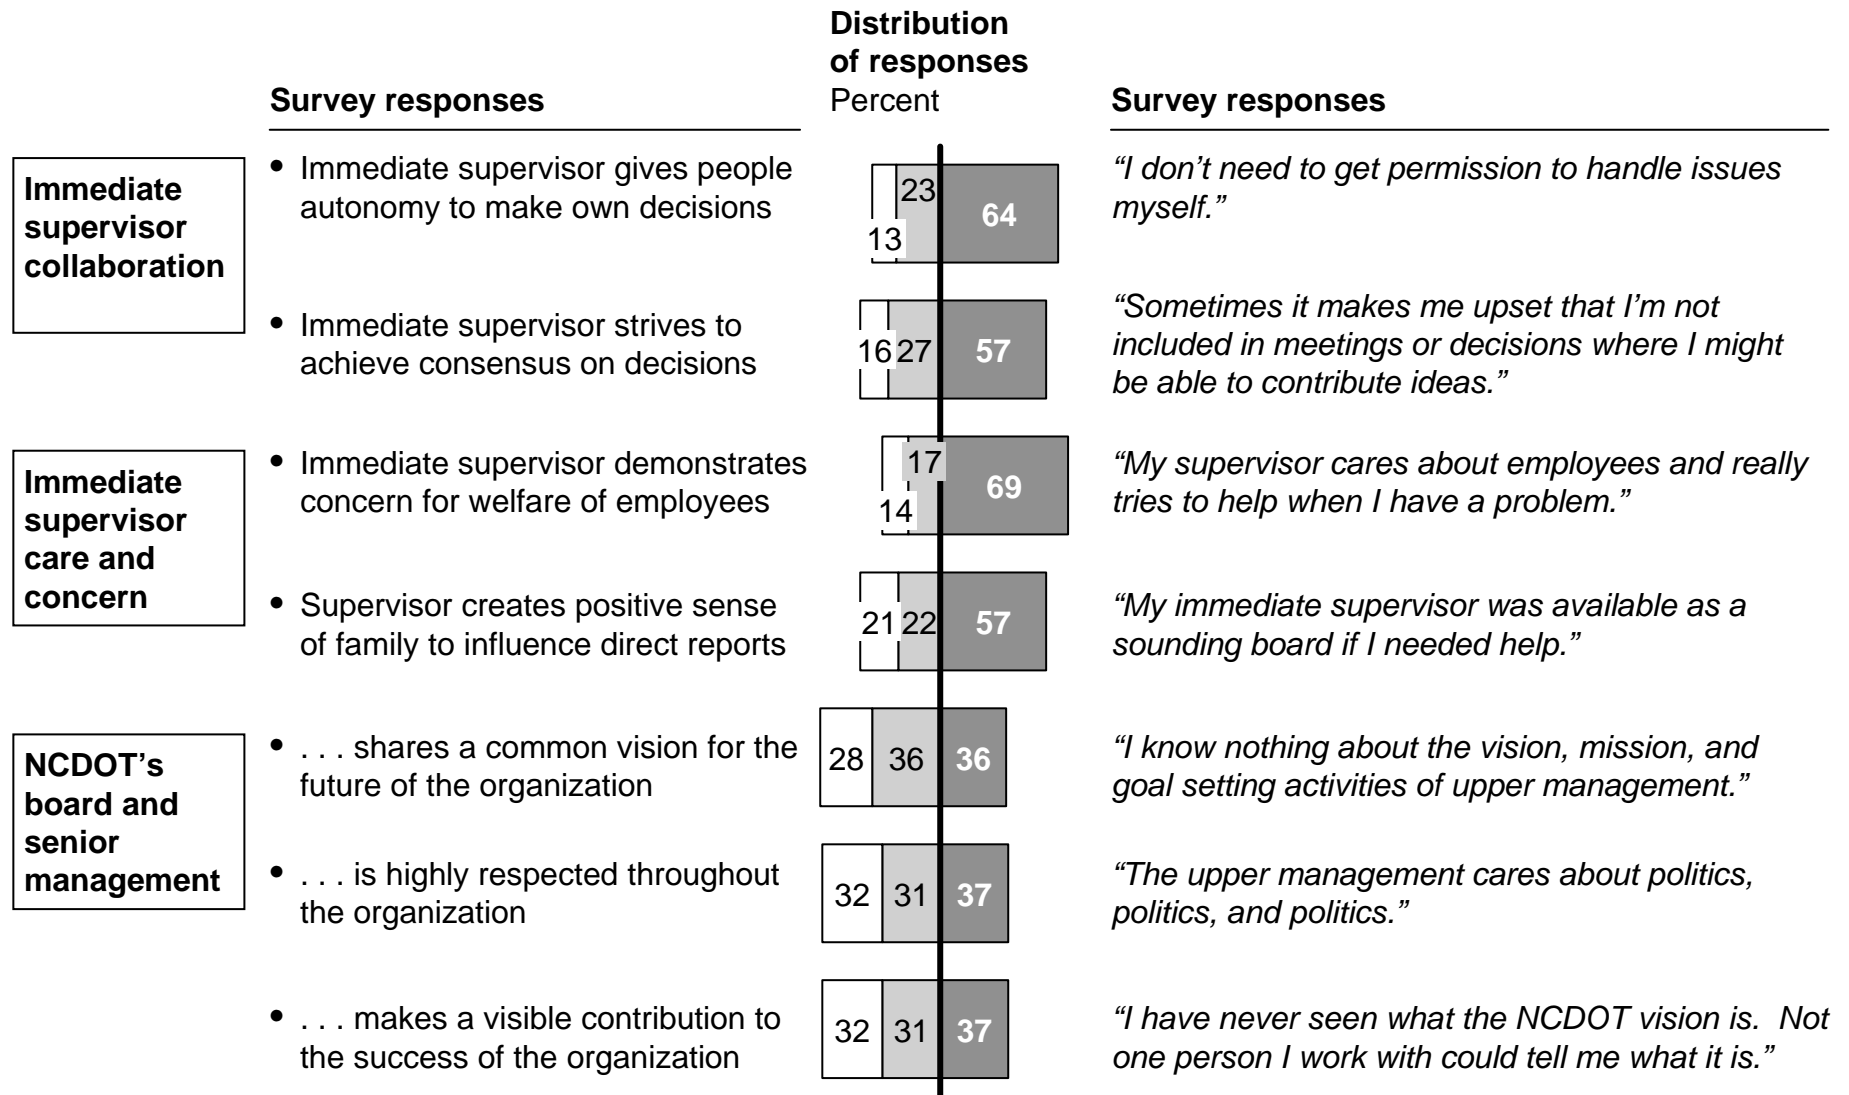 Distribution
of responses
Percent
Survey responses
Survey responses
Immediate
supervisor
collaboration
• Immediate supervisor gives people
autonomy to make own decisions
13
23
64
“I don’t need to get permission to handle issues
myself.”
• Immediate supervisor strives to
achieve consensus on decisions
16
27
57
“Sometimes it makes me upset that I’m not
included in meetings or decisions where I might
be able to contribute ideas.”
Immediate
supervisor
care and
concern
• Immediate supervisor demonstrates
concern for welfare of employees
14
17
69
“My supervisor cares about employees and really
tries to help when I have a problem.”
• Supervisor creates positive sense
of family to influence direct reports
21
22
57
“My immediate supervisor was available as a
sounding board if I needed help.”
NCDOT’s
board and
senior
management
• . . . shares a common vision for the
future of the organization
28
36
36
“I know nothing about the vision, mission, and
goal setting activities of upper management.”
• . . . is highly respected throughout
the organization
32
31
37
“The upper management cares about politics,
politics, and politics.”
• . . . makes a visible contribution to
the success of the organization
32
31
37
“I have never seen what the NCDOT vision is.  Not
one person I work with could tell me what it is.”